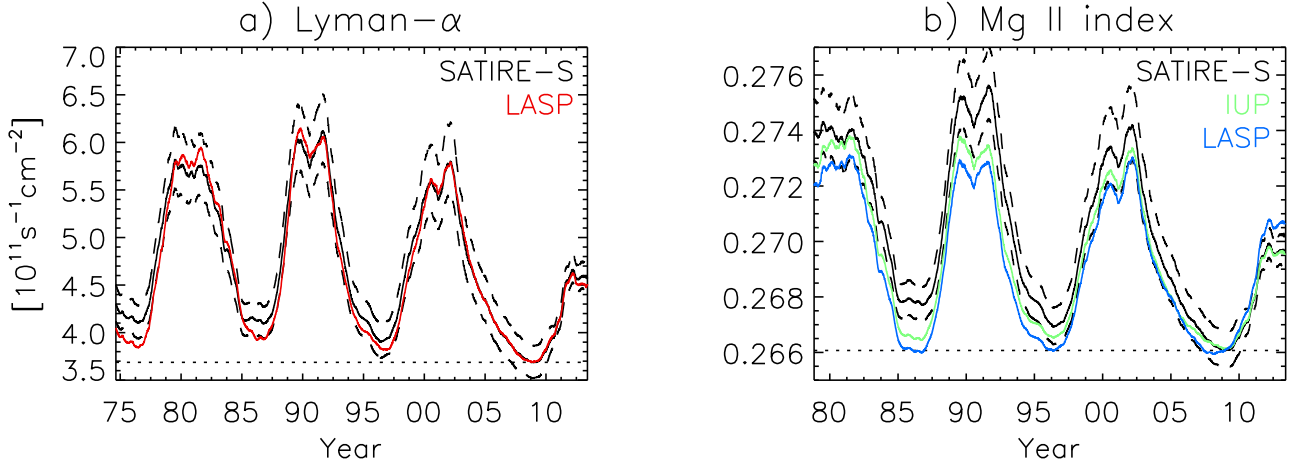 a) Lyman-α
b) Mg II index
SATIRE-S
LASP
SATIRE-S
IUP
LASP
[10¹¹s⁻¹cm⁻²]
7.0
6.5
6.0
5.5
5.0
4.5
4.0
3.5
0.276
0.274
0.272
0.270
0.268
0.266
75 80 85 90 95 00 05 10
80 85 90 95 00 05 10
Year
Year